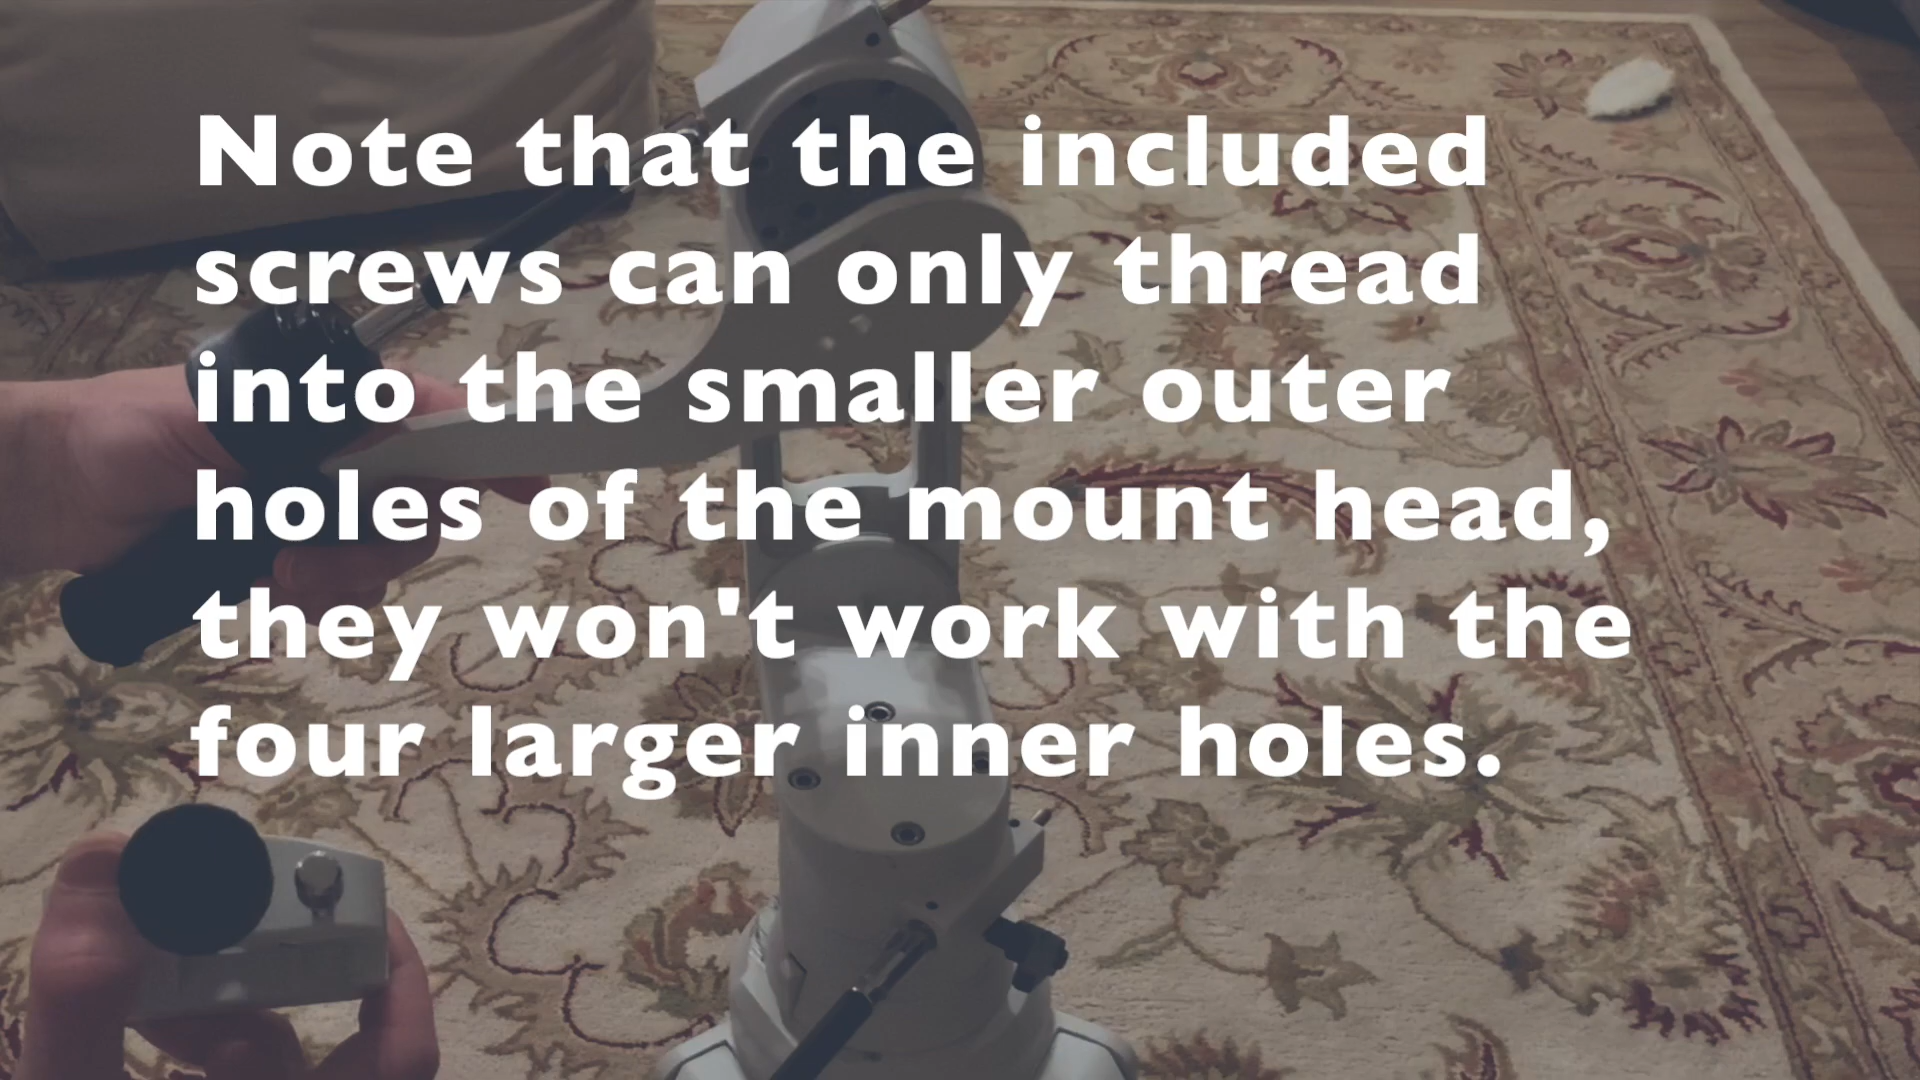 Note that the included
screws can only thread
into the smaller outer
holes of the mount head,
they won't work with the
four larger inner holes.